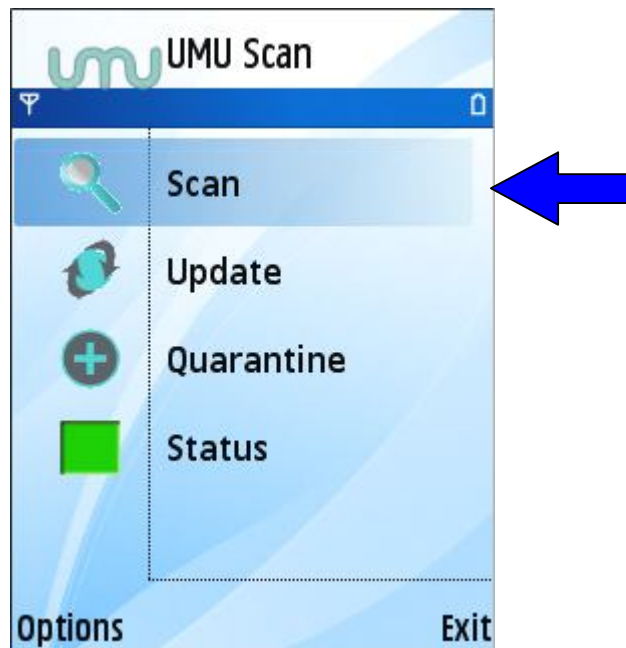 umu UMU Scan
Scan
Update
Quarantine
Status
Options Exit